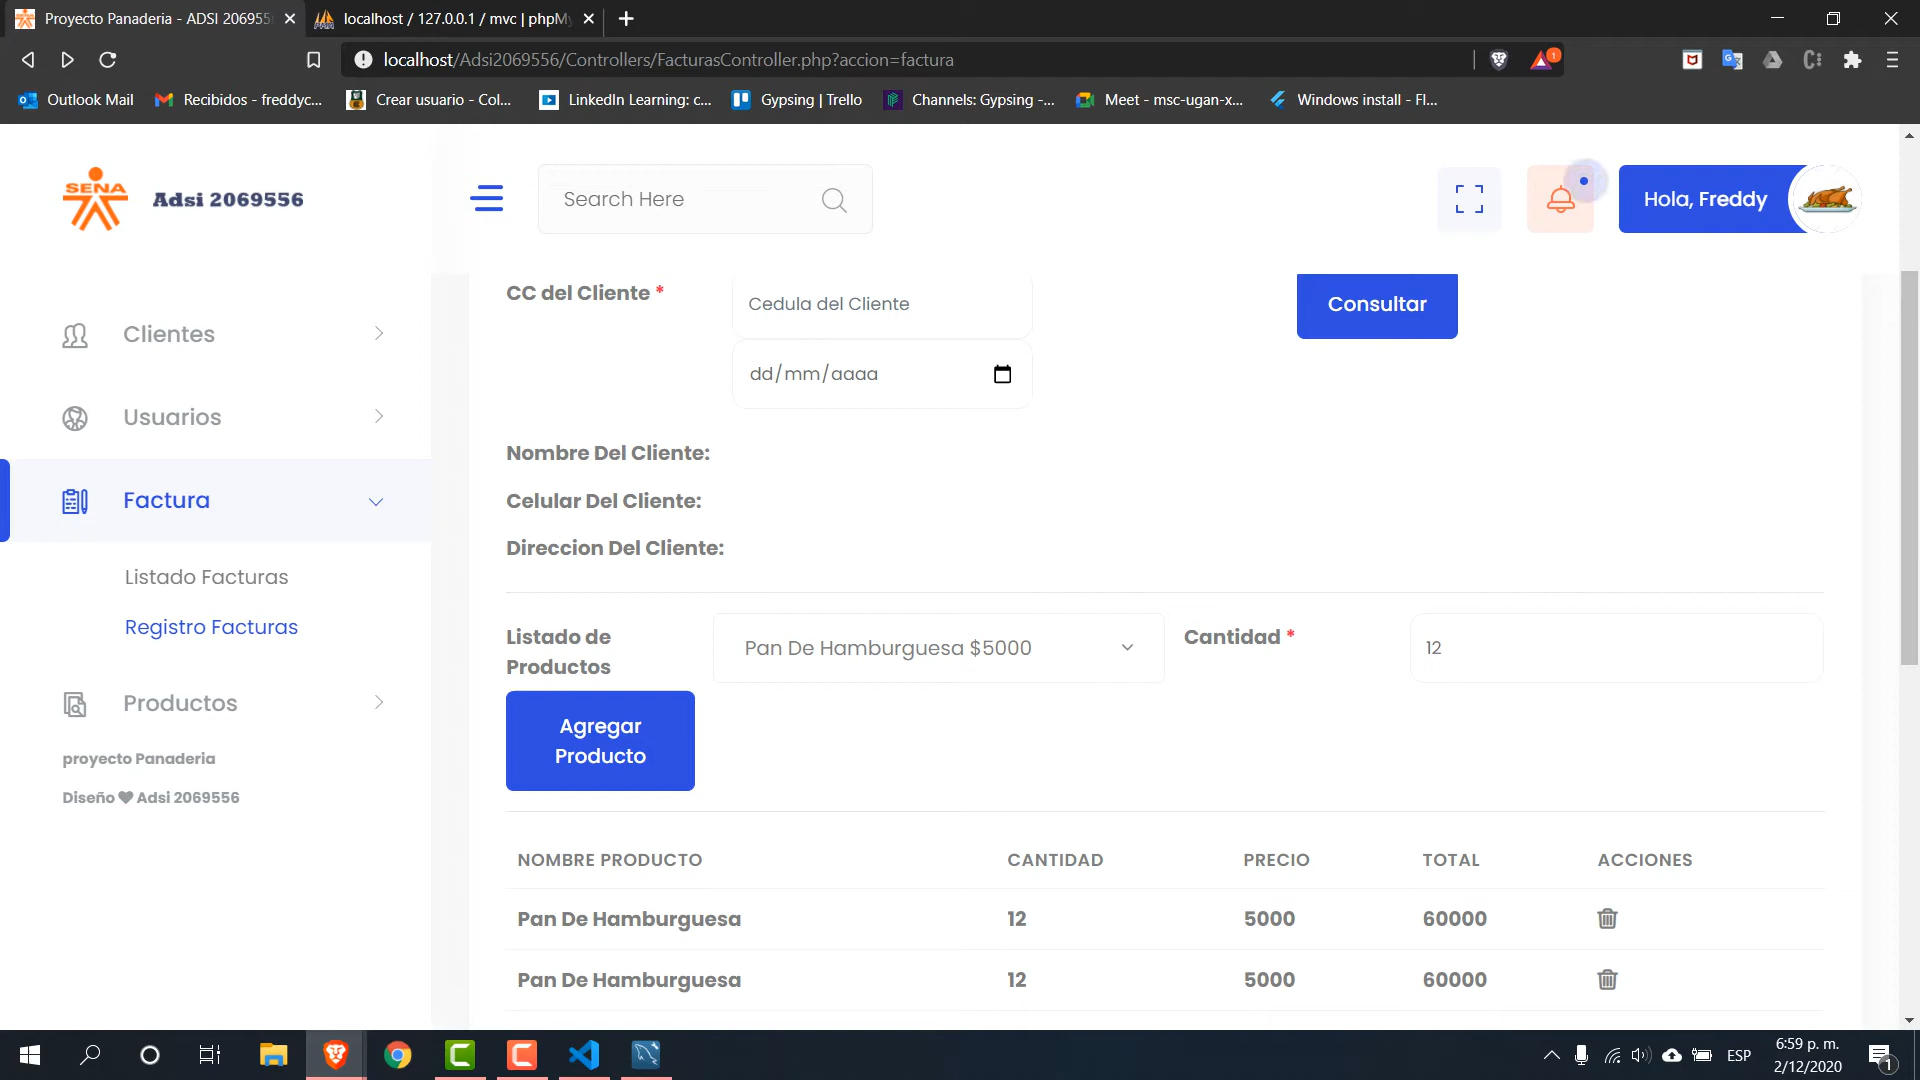 Proyecto Panaderia - ADSI 206955
localhost / 127.0.0.1 / mvc | phpMy
localhost/Adsi2069556/Controllers/FacturasController.php?accion=factura
1
Outlook Mail
Recibidos - freddyc...
Crear usuario - Col...
LinkedIn Learning: c...
Gypsing | Trello
Channels: Gypsing -...
Meet - msc-ugan-x...
Windows install - Fl...
SENA
Adsi 2069556
Search Here
Hola, Freddy
Clientes
Usuarios
Factura
Listado Facturas
Registro Facturas
Productos
proyecto Panaderia
Diseño ♥ Adsi 2069556
CC del Cliente *
Cedula del Cliente
Consultar
dd/mm/aaaa
Nombre Del Cliente:
Celular Del Cliente:
Direccion Del Cliente:
Listado de
Productos
Pan De Hamburguesa $5000
Cantidad *
12
Agregar
Producto
NOMBRE PRODUCTO CANTIDAD PRECIO TOTAL ACCIONES
Pan De Hamburguesa 12 5000 60000
Pan De Hamburguesa 12 5000 60000
ESP
6:59 p. m.
2/12/2020
1